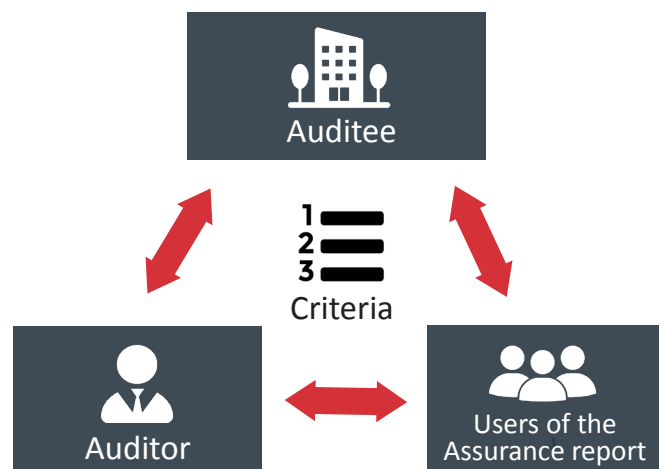 Auditee
1
2
3
Criteria
Auditor
Users of the
Assurance report